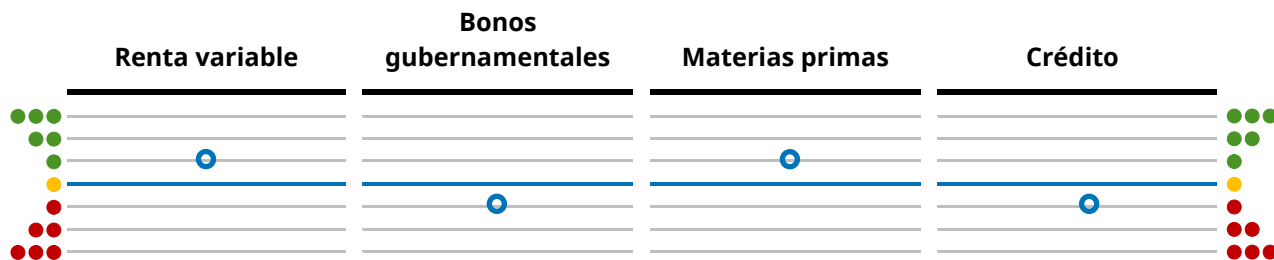 Renta variable
Bonos
gubernamentales
Materias primas
Crédito